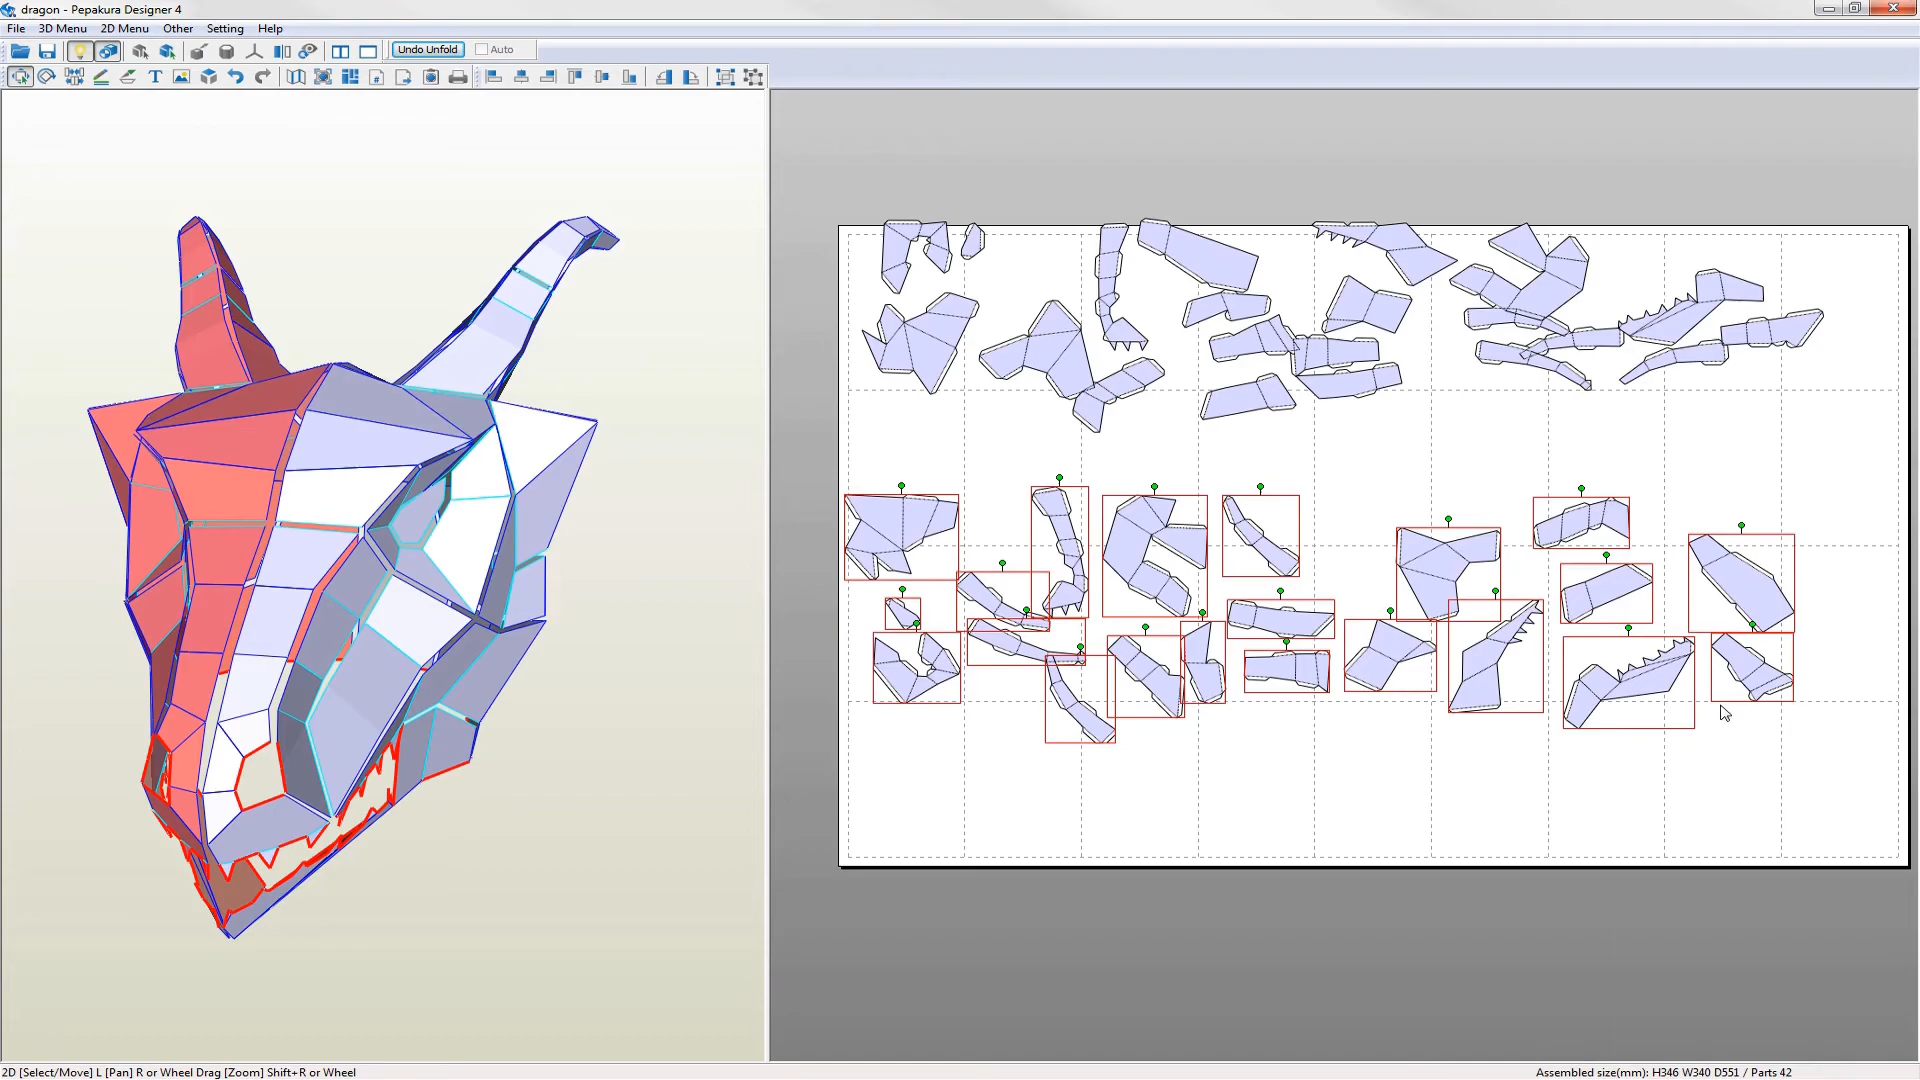 dragon - Pepakura Designer 4
File 3D Menu 2D Menu Other Setting Help
Undo Unfold Auto
2D [Select/Move] L [Pan] R or Wheel Drag [Zoom] Shift+R or Wheel
Assembled size(mm): H346 W340 D551 / Parts 42